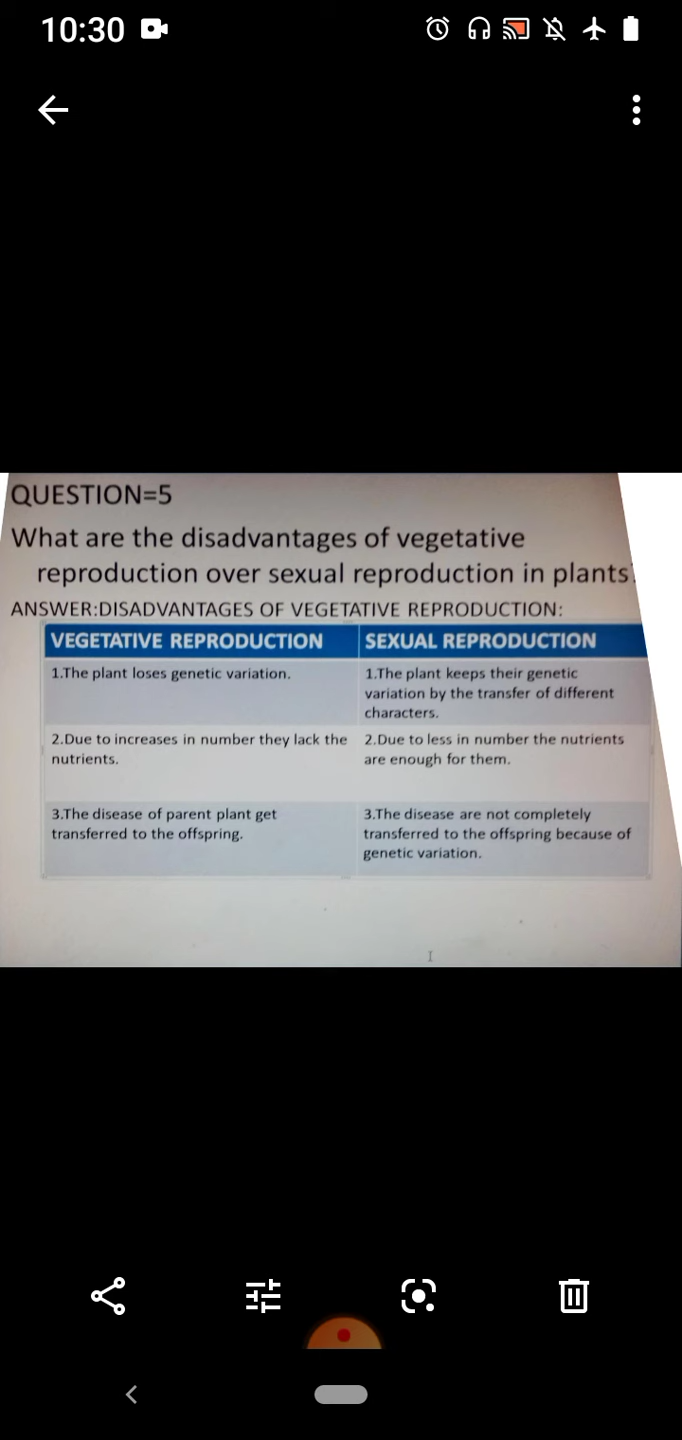 10:30
QUESTION=5
What are the disadvantages of vegetative
reproduction over sexual reproduction in plants?
ANSWER:DISADVANTAGES OF VEGETATIVE REPRODUCTION:
VEGETATIVE REPRODUCTION
SEXUAL REPRODUCTION
1.The plant loses genetic variation.
1.The plant keeps their genetic
variation by the transfer of different
characters.
2.Due to increases in number they lack the
nutrients.
2.Due to less in number the nutrients
are enough for them.
3.The disease of parent plant get
transferred to the offspring.
3.The disease are not completely
transferred to the offspring because of
genetic variation.